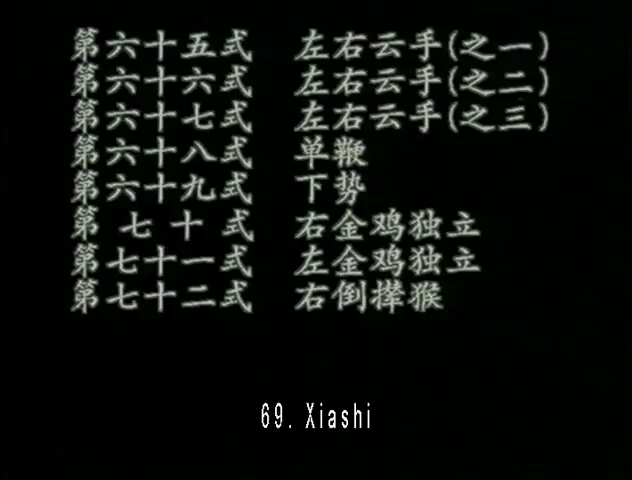 第六十五式 左右云手(之一)
第六十六式 左右云手(之二)
第六十七式 左右云手(之三)
第六十八式 单鞭
第六十九式 下势
第七十式 右金鸡独立
第七十一式 左金鸡独立
第七十二式 右倒撵猴
69. Xiashi